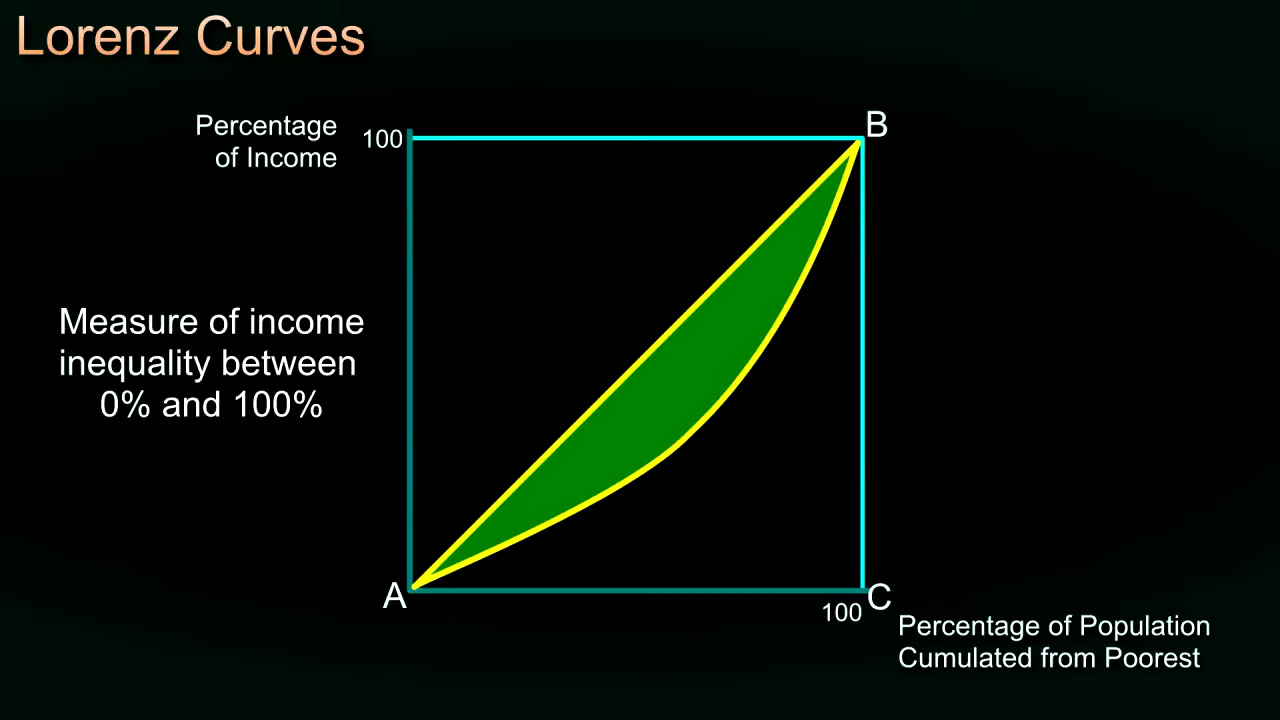 Lorenz Curves
Percentage
of Income
100
B
Measure of income
inequality between
0% and 100%
A
100
C
Percentage of Population
Cumulated from Poorest